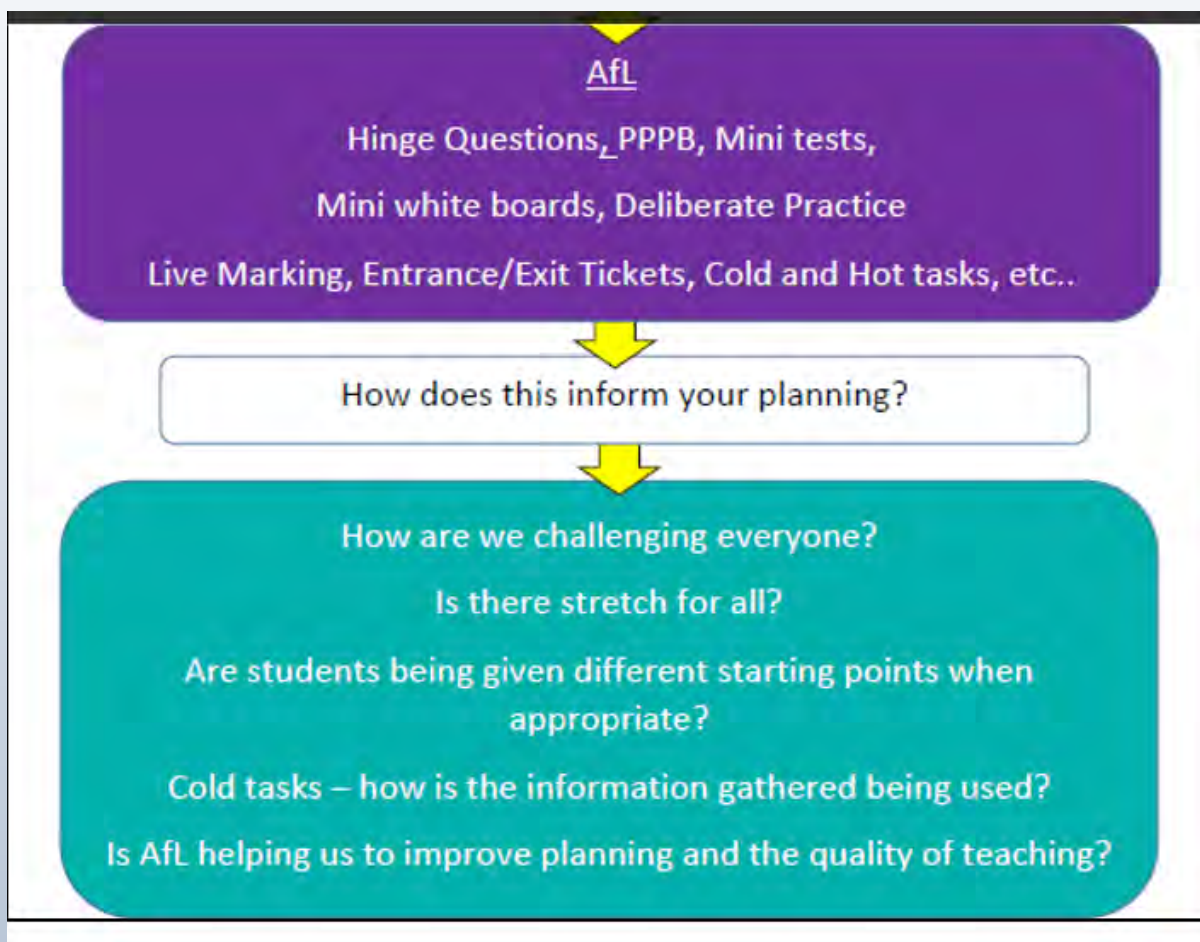 AfL
Hinge Questions, PPPB, Mini tests,
Mini white boards, Deliberate Practice
Live Marking, Entrance/Exit Tickets, Cold and Hot tasks, etc..
How does this inform your planning?
How are we challenging everyone?
Is there stretch for all?
Are students being given different starting points when
appropriate?
Cold tasks – how is the information gathered being used?
Is AfL helping us to improve planning and the quality of teaching?